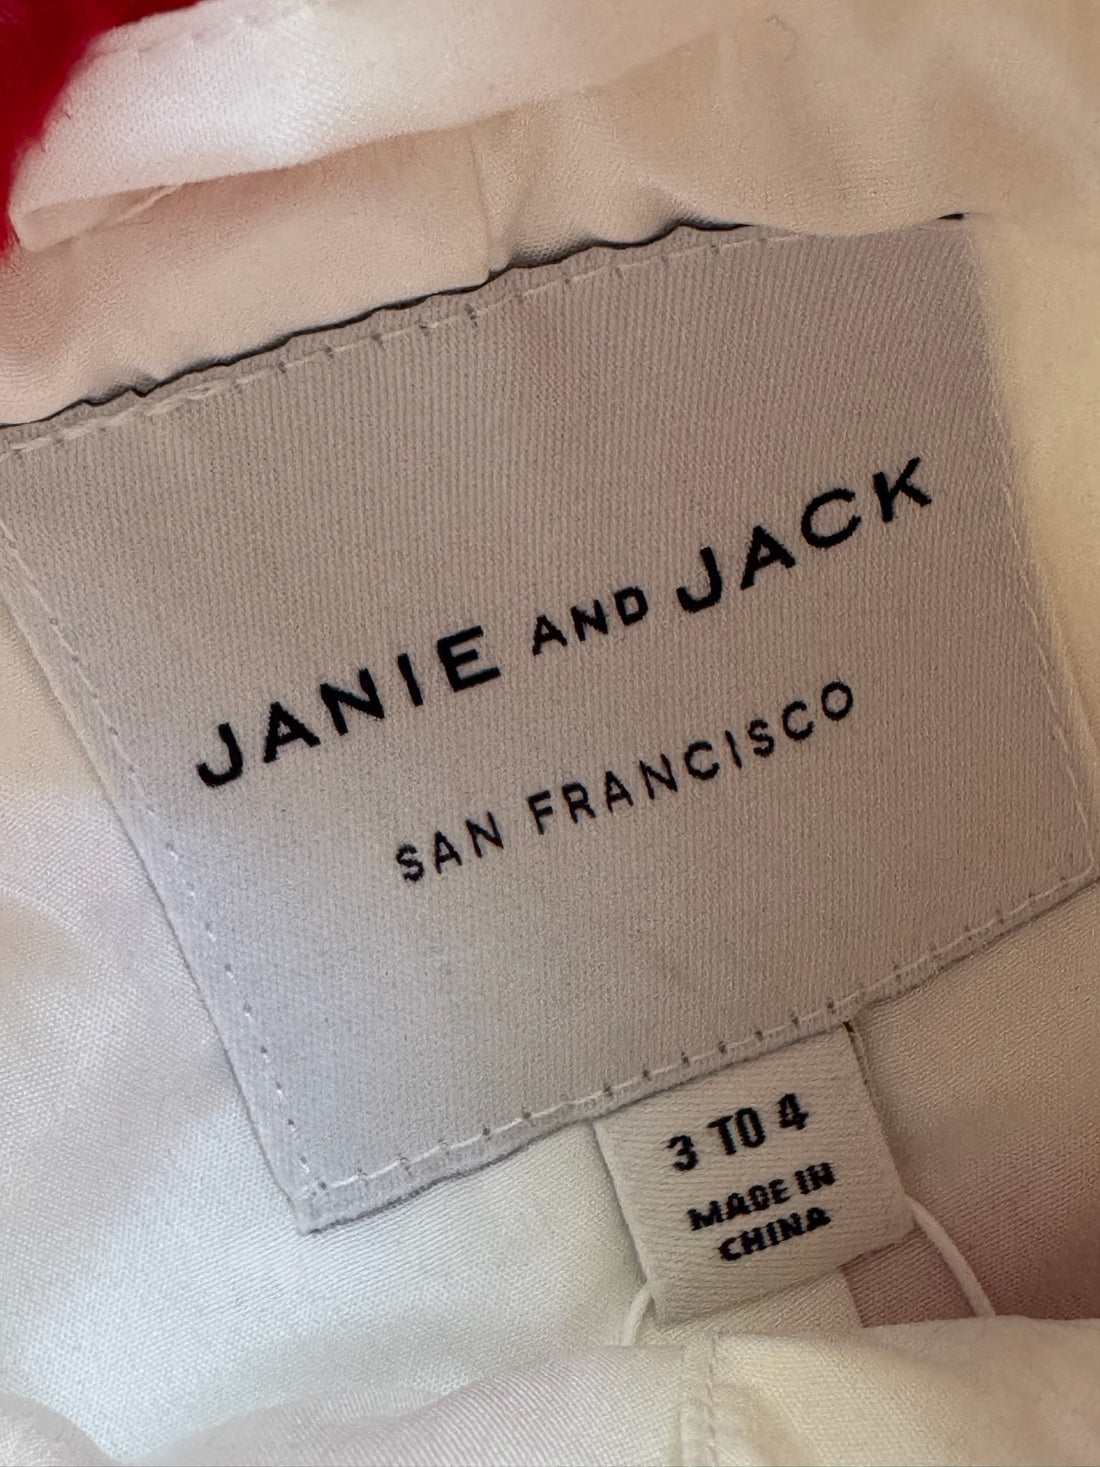 JANIE AND JACK
SAN FRANCISCO
3 TO 4
MADE IN
CHINA